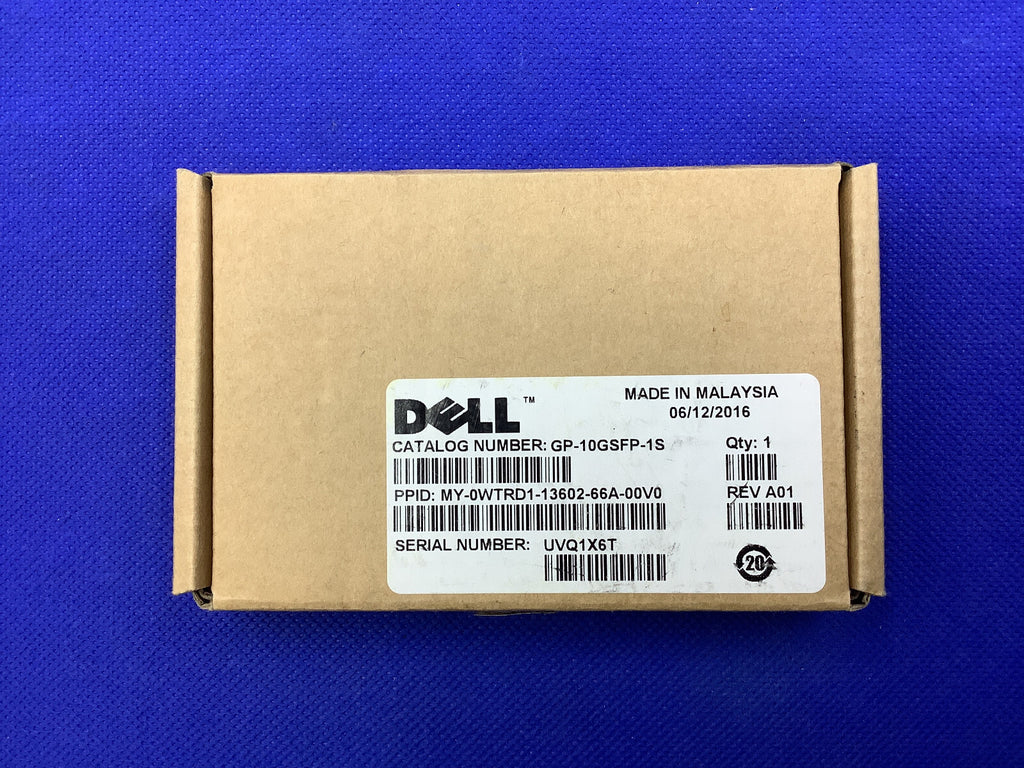 DELL™
MADE IN MALAYSIA
06/12/2016
CATALOG NUMBER: GP-10GSFP-1S
Qty: 1
PPID: MY-0WTRD1-13602-66A-00V0
REV A01
SERIAL NUMBER: UVQ1X6T
20